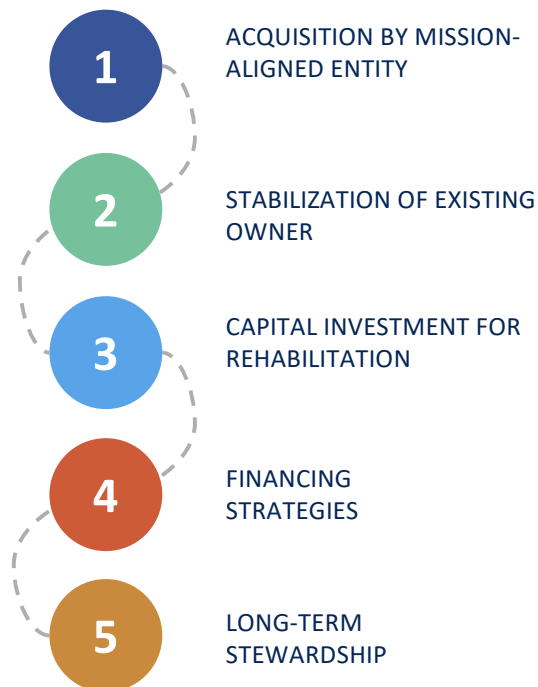 1
ACQUISITION BY MISSION-
ALIGNED ENTITY
2
STABILIZATION OF EXISTING
OWNER
3
CAPITAL INVESTMENT FOR
REHABILITATION
4
FINANCING
STRATEGIES
5
LONG-TERM
STEWARDSHIP